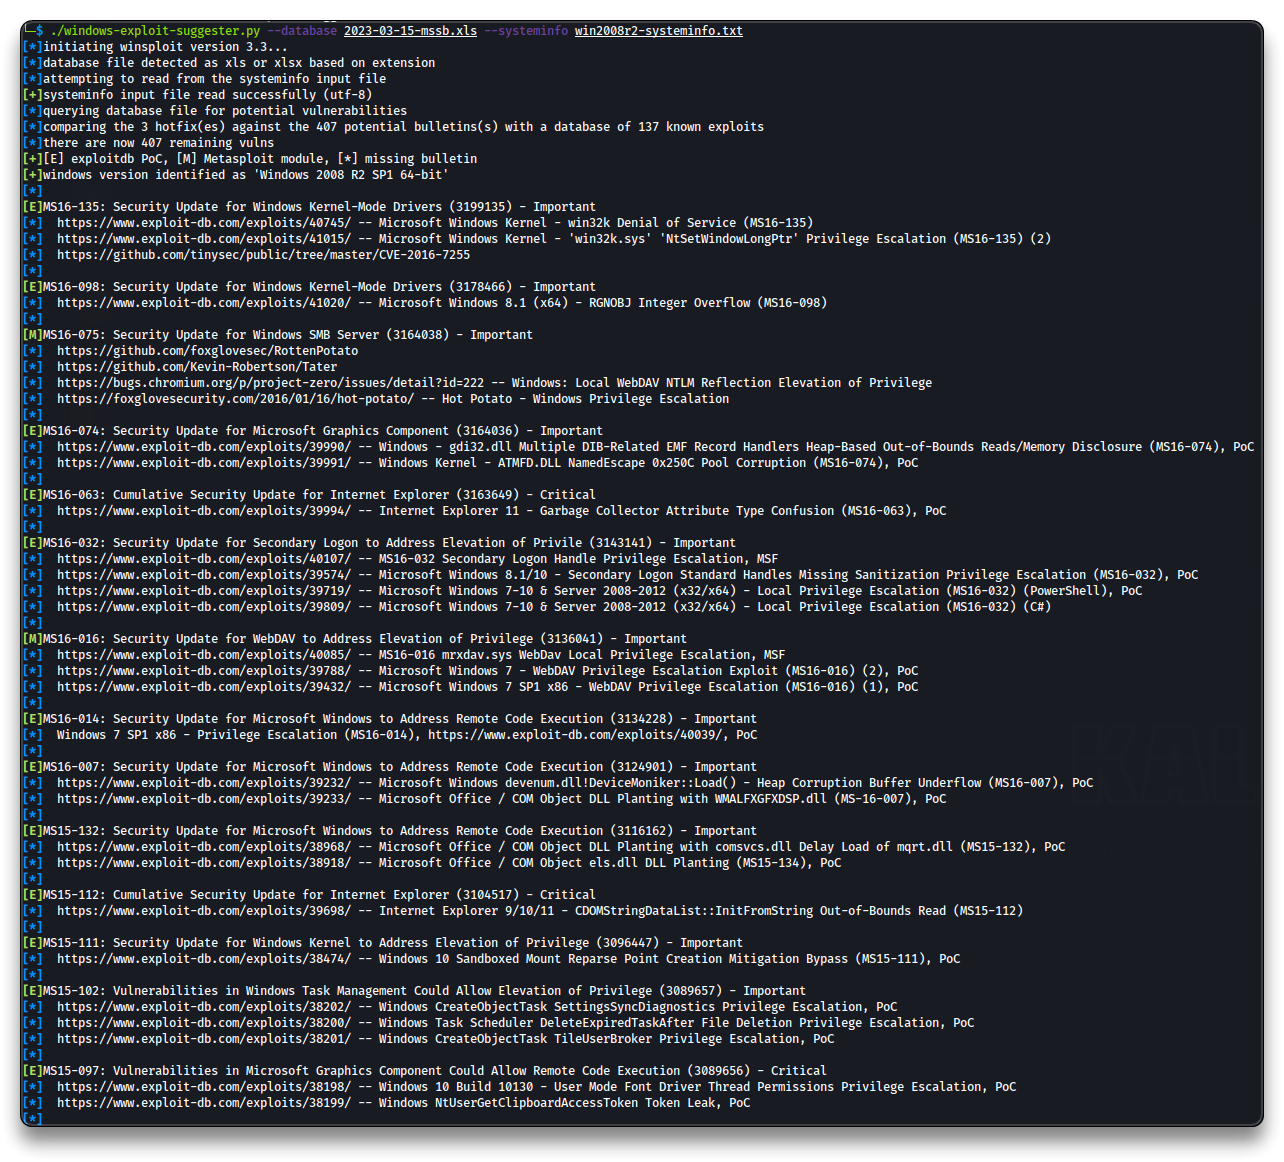 └─$ ./windows-exploit-suggester.py --database 2023-03-15-mssb.xls --systeminfo win2008r2-systeminfo.txt
[*]initiating winsploit version 3.3...
[*]database file detected as xls or xlsx based on extension
[*]attempting to read from the systeminfo input file
[+]systeminfo input file read successfully (utf-8)
[*]querying database file for potential vulnerabilities
[*]comparing the 3 hotfix(es) against the 407 potential bulletins(s) with a database of 137 known exploits
[*]there are now 407 remaining vulns
[+][E] exploitdb PoC, [M] Metasploit module, [*] missing bulletin
[+]windows version identified as 'Windows 2008 R2 SP1 64-bit'
[*]
[E]MS16-135: Security Update for Windows Kernel-Mode Drivers (3199135) - Important
[*]  https://www.exploit-db.com/exploits/40745/ -- Microsoft Windows Kernel - win32k Denial of Service (MS16-135)
[*]  https://www.exploit-db.com/exploits/41015/ -- Microsoft Windows Kernel - 'win32k.sys' 'NtSetWindowLongPtr' Privilege Escalation (MS16-135) (2)
[*]  https://github.com/tinysec/public/tree/master/CVE-2016-7255
[*]
[E]MS16-098: Security Update for Windows Kernel-Mode Drivers (3178466) - Important
[*]  https://www.exploit-db.com/exploits/41020/ -- Microsoft Windows 8.1 (x64) - RGNOBJ Integer Overflow (MS16-098)
[*]
[M]MS16-075: Security Update for Windows SMB Server (3164038) - Important
[*]  https://github.com/foxglovesec/RottenPotato
[*]  https://github.com/Kevin-Robertson/Tater
[*]  https://bugs.chromium.org/p/project-zero/issues/detail?id=222 -- Windows: Local WebDAV NTLM Reflection Elevation of Privilege
[*]  https://foxglovesecurity.com/2016/01/16/hot-potato/ -- Hot Potato - Windows Privilege Escalation
[*]
[E]MS16-074: Security Update for Microsoft Graphics Component (3164036) - Important
[*]  https://www.exploit-db.com/exploits/39990/ -- Windows - gdi32.dll Multiple DIB-Related EMF Record Handlers Heap-Based Out-of-Bounds Reads/Memory Disclosure (MS16-074), PoC
[*]  https://www.exploit-db.com/exploits/39991/ -- Windows Kernel - ATMFD.DLL NamedEscape 0x250C Pool Corruption (MS16-074), PoC
[*]
[E]MS16-063: Cumulative Security Update for Internet Explorer (3163649) - Critical
[*]  https://www.exploit-db.com/exploits/39994/ -- Internet Explorer 11 - Garbage Collector Attribute Type Confusion (MS16-063), PoC
[*]
[E]MS16-032: Security Update for Secondary Logon to Address Elevation of Privile (3143141) - Important
[*]  https://www.exploit-db.com/exploits/40107/ -- MS16-032 Secondary Logon Handle Privilege Escalation, MSF
[*]  https://www.exploit-db.com/exploits/39574/ -- Microsoft Windows 8.1/10 - Secondary Logon Standard Handles Missing Sanitization Privilege Escalation (MS16-032), PoC
[*]  https://www.exploit-db.com/exploits/39719/ -- Microsoft Windows 7-10 & Server 2008-2012 (x32/x64) - Local Privilege Escalation (MS16-032) (PowerShell), PoC
[*]  https://www.exploit-db.com/exploits/39809/ -- Microsoft Windows 7-10 & Server 2008-2012 (x32/x64) - Local Privilege Escalation (MS16-032) (C#)
[*]
[M]MS16-016: Security Update for WebDAV to Address Elevation of Privilege (3136041) - Important
[*]  https://www.exploit-db.com/exploits/40085/ -- MS16-016 mrxdav.sys WebDav Local Privilege Escalation, MSF
[*]  https://www.exploit-db.com/exploits/39788/ -- Microsoft Windows 7 - WebDAV Privilege Escalation Exploit (MS16-016) (2), PoC
[*]  https://www.exploit-db.com/exploits/39432/ -- Microsoft Windows 7 SP1 x86 - WebDAV Privilege Escalation (MS16-016) (1), PoC
[*]
[E]MS16-014: Security Update for Microsoft Windows to Address Remote Code Execution (3134228) - Important
[*]  Windows 7 SP1 x86 - Privilege Escalation (MS16-014), https://www.exploit-db.com/exploits/40039/, PoC
[*]
[E]MS16-007: Security Update for Microsoft Windows to Address Remote Code Execution (3124901) - Important
[*]  https://www.exploit-db.com/exploits/39232/ -- Microsoft Windows devenum.dll!DeviceMoniker::Load() - Heap Corruption Buffer Underflow (MS16-007), PoC
[*]  https://www.exploit-db.com/exploits/39233/ -- Microsoft Office / COM Object DLL Planting with WMALFXGFXDSP.dll (MS-16-007), PoC
[*]
[E]MS15-132: Security Update for Microsoft Windows to Address Remote Code Execution (3116162) - Important
[*]  https://www.exploit-db.com/exploits/38968/ -- Microsoft Office / COM Object DLL Planting with comsvcs.dll Delay Load of mqrt.dll (MS15-132), PoC
[*]  https://www.exploit-db.com/exploits/38918/ -- Microsoft Office / COM Object els.dll DLL Planting (MS15-134), PoC
[*]
[E]MS15-112: Cumulative Security Update for Internet Explorer (3104517) - Critical
[*]  https://www.exploit-db.com/exploits/39698/ -- Internet Explorer 9/10/11 - CDOMStringDataList::InitFromString Out-of-Bounds Read (MS15-112)
[*]
[E]MS15-111: Security Update for Windows Kernel to Address Elevation of Privilege (3096447) - Important
[*]  https://www.exploit-db.com/exploits/38474/ -- Windows 10 Sandboxed Mount Reparse Point Creation Mitigation Bypass (MS15-111), PoC
[*]
[E]MS15-102: Vulnerabilities in Windows Task Management Could Allow Elevation of Privilege (3089657) - Important
[*]  https://www.exploit-db.com/exploits/38202/ -- Windows CreateObjectTask SettingsSyncDiagnostics Privilege Escalation, PoC
[*]  https://www.exploit-db.com/exploits/38200/ -- Windows Task Scheduler DeleteExpiredTaskAfter File Deletion Privilege Escalation, PoC
[*]  https://www.exploit-db.com/exploits/38201/ -- Windows CreateObjectTask TileUserBroker Privilege Escalation, PoC
[*]
[E]MS15-097: Vulnerabilities in Microsoft Graphics Component Could Allow Remote Code Execution (3089656) - Critical
[*]  https://www.exploit-db.com/exploits/38198/ -- Windows 10 Build 10130 - User Mode Font Driver Thread Permissions Privilege Escalation, PoC
[*]  https://www.exploit-db.com/exploits/38199/ -- Windows NtUserGetClipboardAccessToken Token Leak, PoC
[*]